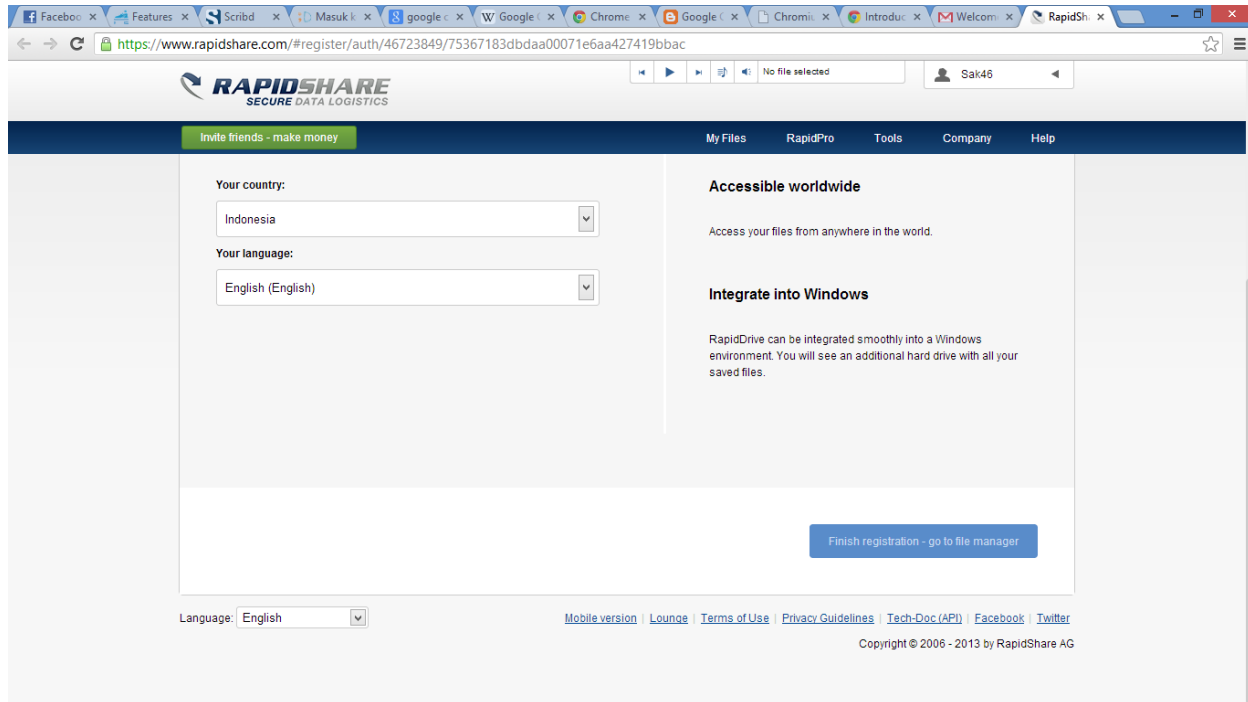 Faceboo
Features
Scribd
Masuk k
google c
Google (
Chrome
Google (
Chromiu
Introduc
Welcom
RapidSh
https://www.rapidshare.com/#register/auth/46723849/75367183dbdaa00071e6aa427419bbac
RAPIDSHARE
SECURE DATA LOGISTICS
No file selected
Sak46
Invite friends - make money
My Files
RapidPro
Tools
Company
Help
Your country:
Indonesia
Your language:
English (English)
Accessible worldwide
Access your files from anywhere in the world.
Integrate into Windows
RapidDrive can be integrated smoothly into a Windows
environment. You will see an additional hard drive with all your
saved files.
Finish registration - go to file manager
Language: English
Mobile version | Lounge | Terms of Use | Privacy Guidelines | Tech-Doc (API) | Facebook | Twitter
Copyright © 2006 - 2013 by RapidShare AG